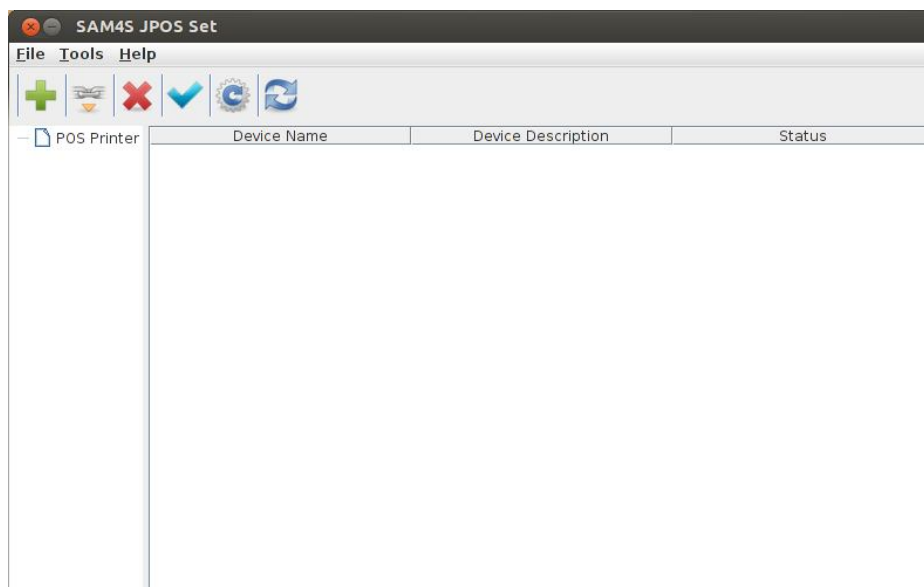 SAM4S JPOS Set
File Tools Help
POS Printer
Device Name Device Description Status